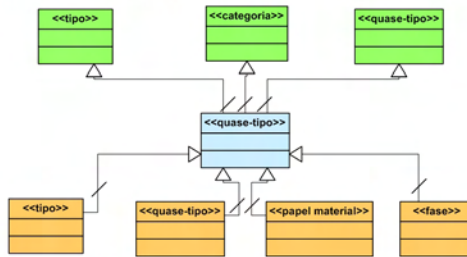 <<tipo>>
<<categoria>>
<<quase-tipo>>
<<quase-tipo>>
<<tipo>>
<<quase-tipo>>
<<papel material>>
<<fase>>